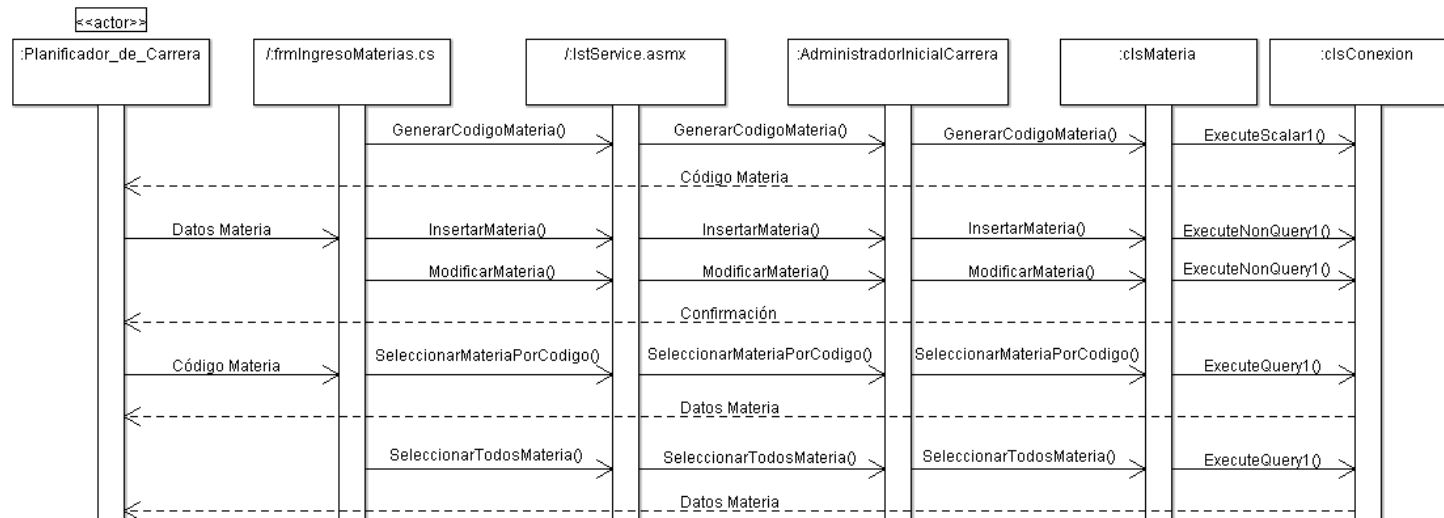 <<actor>>
:Planificador_de_Carrera
/:frmIngresoMaterias.cs
/:IstService.asmx
:AdministradorInicialCarrera
:clsMateria
:clsConexion
GenerarCodigoMateria()
GenerarCodigoMateria()
GenerarCodigoMateria()
ExecuteScalar1()
Código Materia
Datos Materia
InsertarMateria()
InsertarMateria()
InsertarMateria()
ExecuteNonQuery1()
ModificarMateria()
ModificarMateria()
ModificarMateria()
ExecuteNonQuery1()
Confirmación
Código Materia
SeleccionarMateriaPorCodigo()
SeleccionarMateriaPorCodigo()
SeleccionarMateriaPorCodigo()
ExecuteQuery1()
Datos Materia
SeleccionarTodosMateria()
SeleccionarTodosMateria()
SeleccionarTodosMateria()
ExecuteQuery1()
Datos Materia